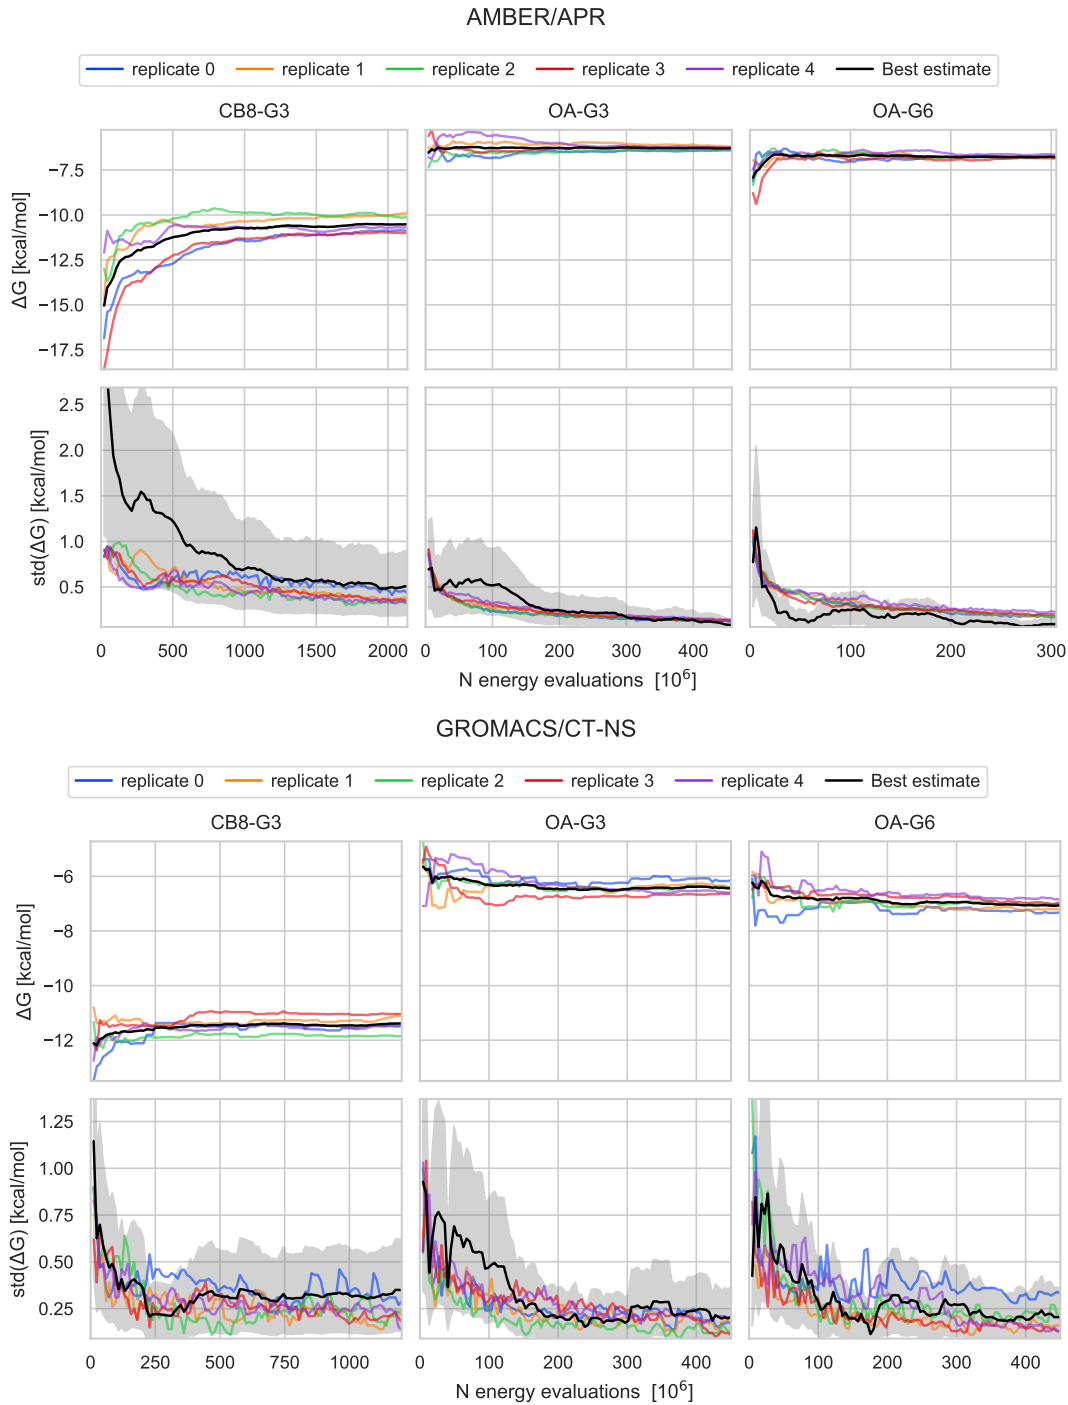 AMBER/APR
replicate 0 replicate 1 replicate 2 replicate 3 replicate 4 Best estimate
CB8-G3 OA-G3 OA-G6
ΔG [kcal/mol]
−7.5
−10.0
−12.5
−15.0
−17.5
std(ΔG) [kcal/mol]
2.5
2.0
1.5
1.0
0.5
0 500 1000 1500 2000 0 100 200 300 400 0 100 200 300
N energy evaluations [10⁶]
GROMACS/CT-NS
replicate 0 replicate 1 replicate 2 replicate 3 replicate 4 Best estimate
CB8-G3 OA-G3 OA-G6
ΔG [kcal/mol]
−6
−8
−10
−12
std(ΔG) [kcal/mol]
1.25
1.00
0.75
0.50
0.25
0 250 500 750 1000 0 100 200 300 400 0 100 200 300 400
N energy evaluations [10⁶]